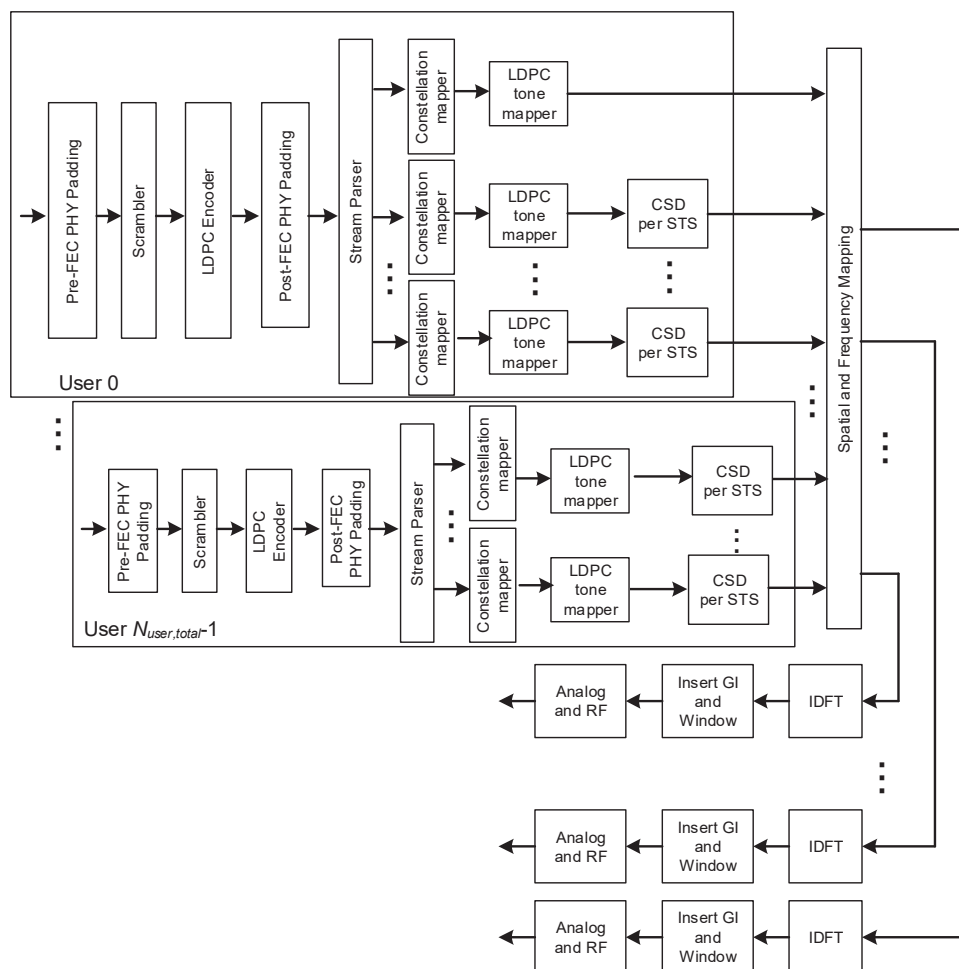 Pre-FEC PHY Padding
Scrambler
LDPC Encoder
Post-FEC PHY Padding
Stream Parser
Constellation
mapper
LDPC
tone
mapper
Constellation
mapper
LDPC
tone
mapper
CSD
per STS
Constellation
mapper
LDPC
tone
mapper
CSD
per STS
User 0
Spatial and Frequency Mapping
Pre-FEC PHY
Padding
Scrambler
LDPC
Encoder
Post-FEC
PHY Padding
Stream Parser
Constellation
mapper
LDPC
tone
mapper
CSD
per STS
Constellation
mapper
LDPC
tone
mapper
CSD
per STS
User Nuser,total-1
Analog
and RF
Insert GI
and
Window
IDFT
Analog
and RF
Insert GI
and
Window
IDFT
Analog
and RF
Insert GI
and
Window
IDFT